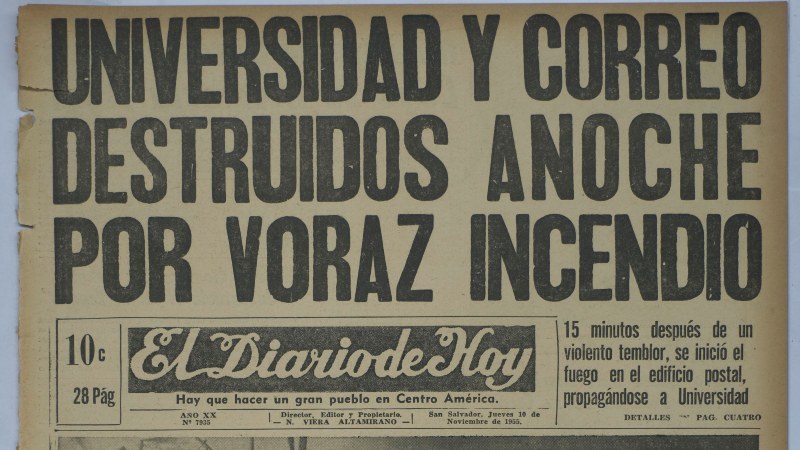 UNIVERSIDAD Y CORREO
DESTRUIDOS ANOCHE
POR VORAZ INCENDIO
10c
28 Pág
El Diario de Hoy
Hay que hacer un gran pueblo en Centro América.
AÑO XX
Nº 7935
Director, Editor y Propietario.
— N. VIERA ALTAMIRANO —
San Salvador, Jueves 10 de
Noviembre de 1955.
15 minutos después de un
violento temblor, se inició el
fuego en el edificio postal,
propagándose a Universidad
DETALLES — PAG. CUATRO